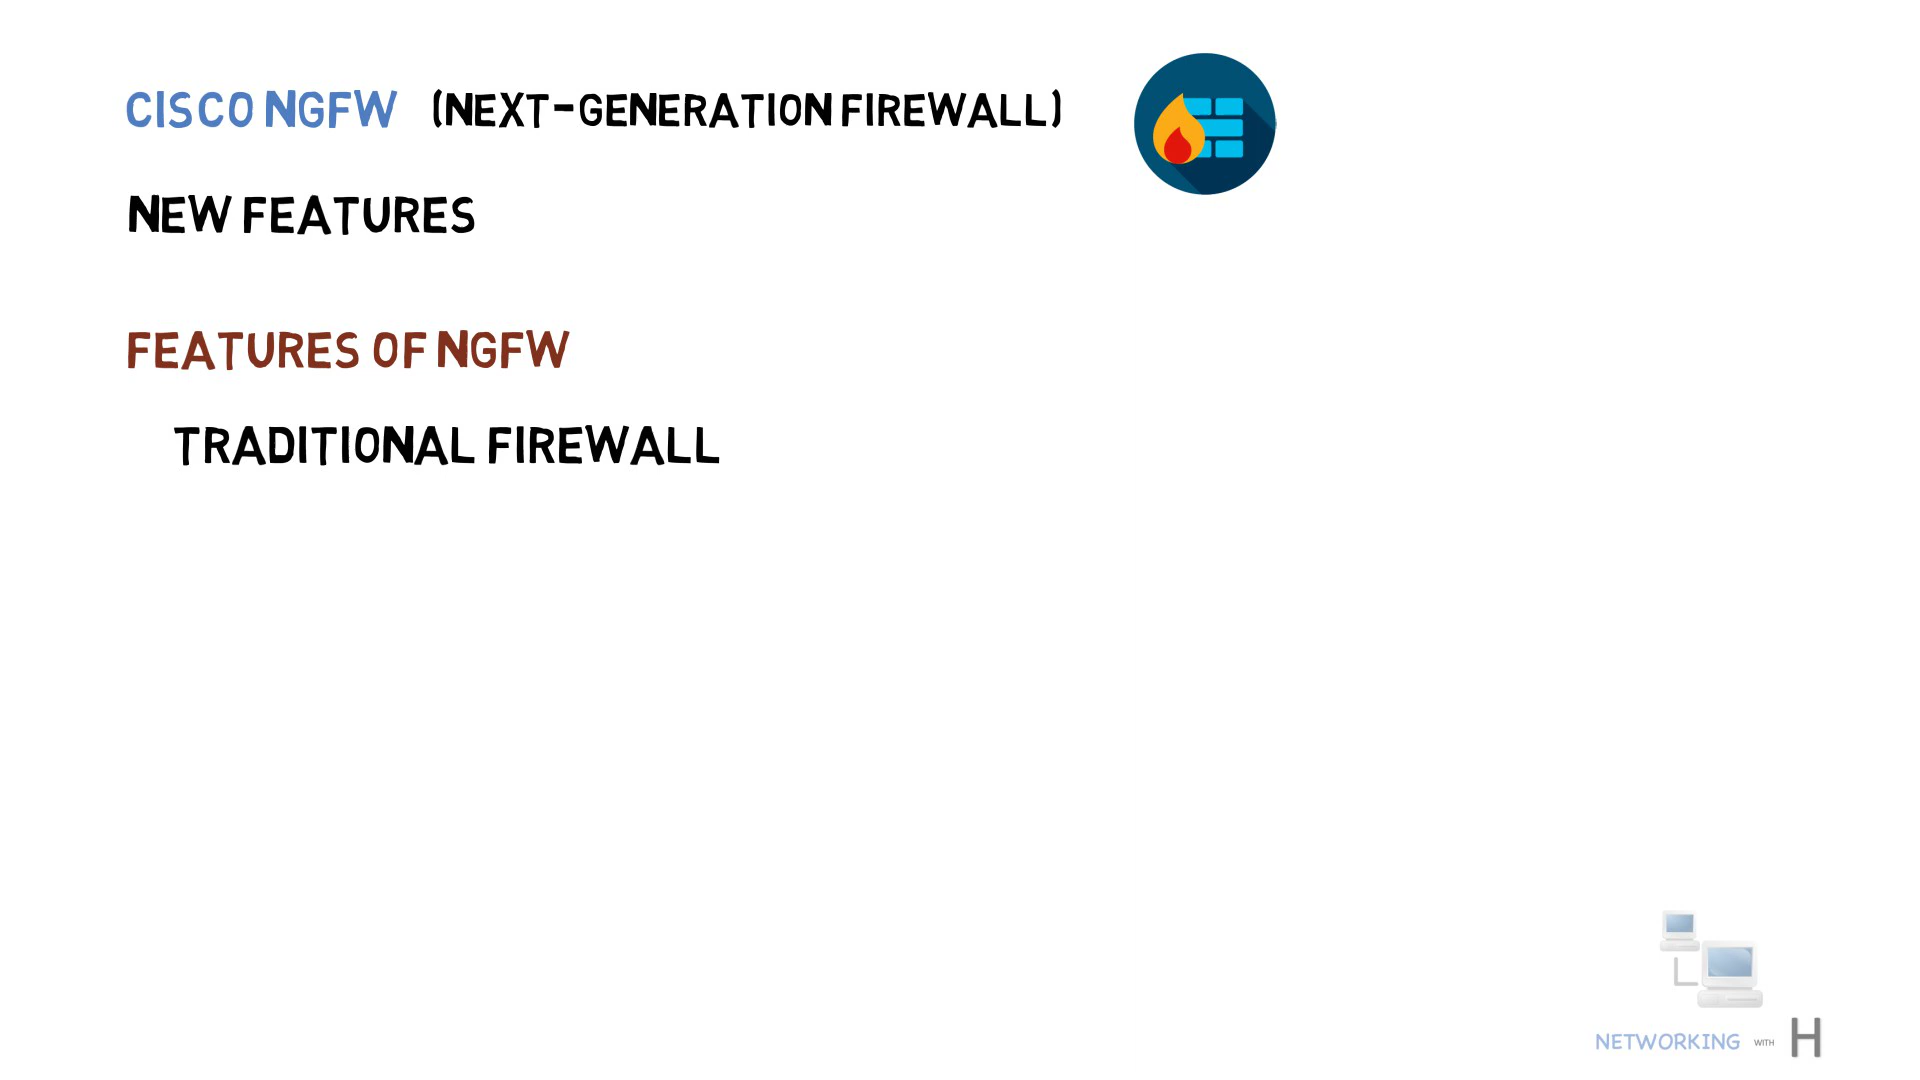 CISCO NGFW (NEXT-GENERATION FIREWALL)
NEW FEATURES
FEATURES OF NGFW
TRADITIONAL FIREWALL
NETWORKING WITH H